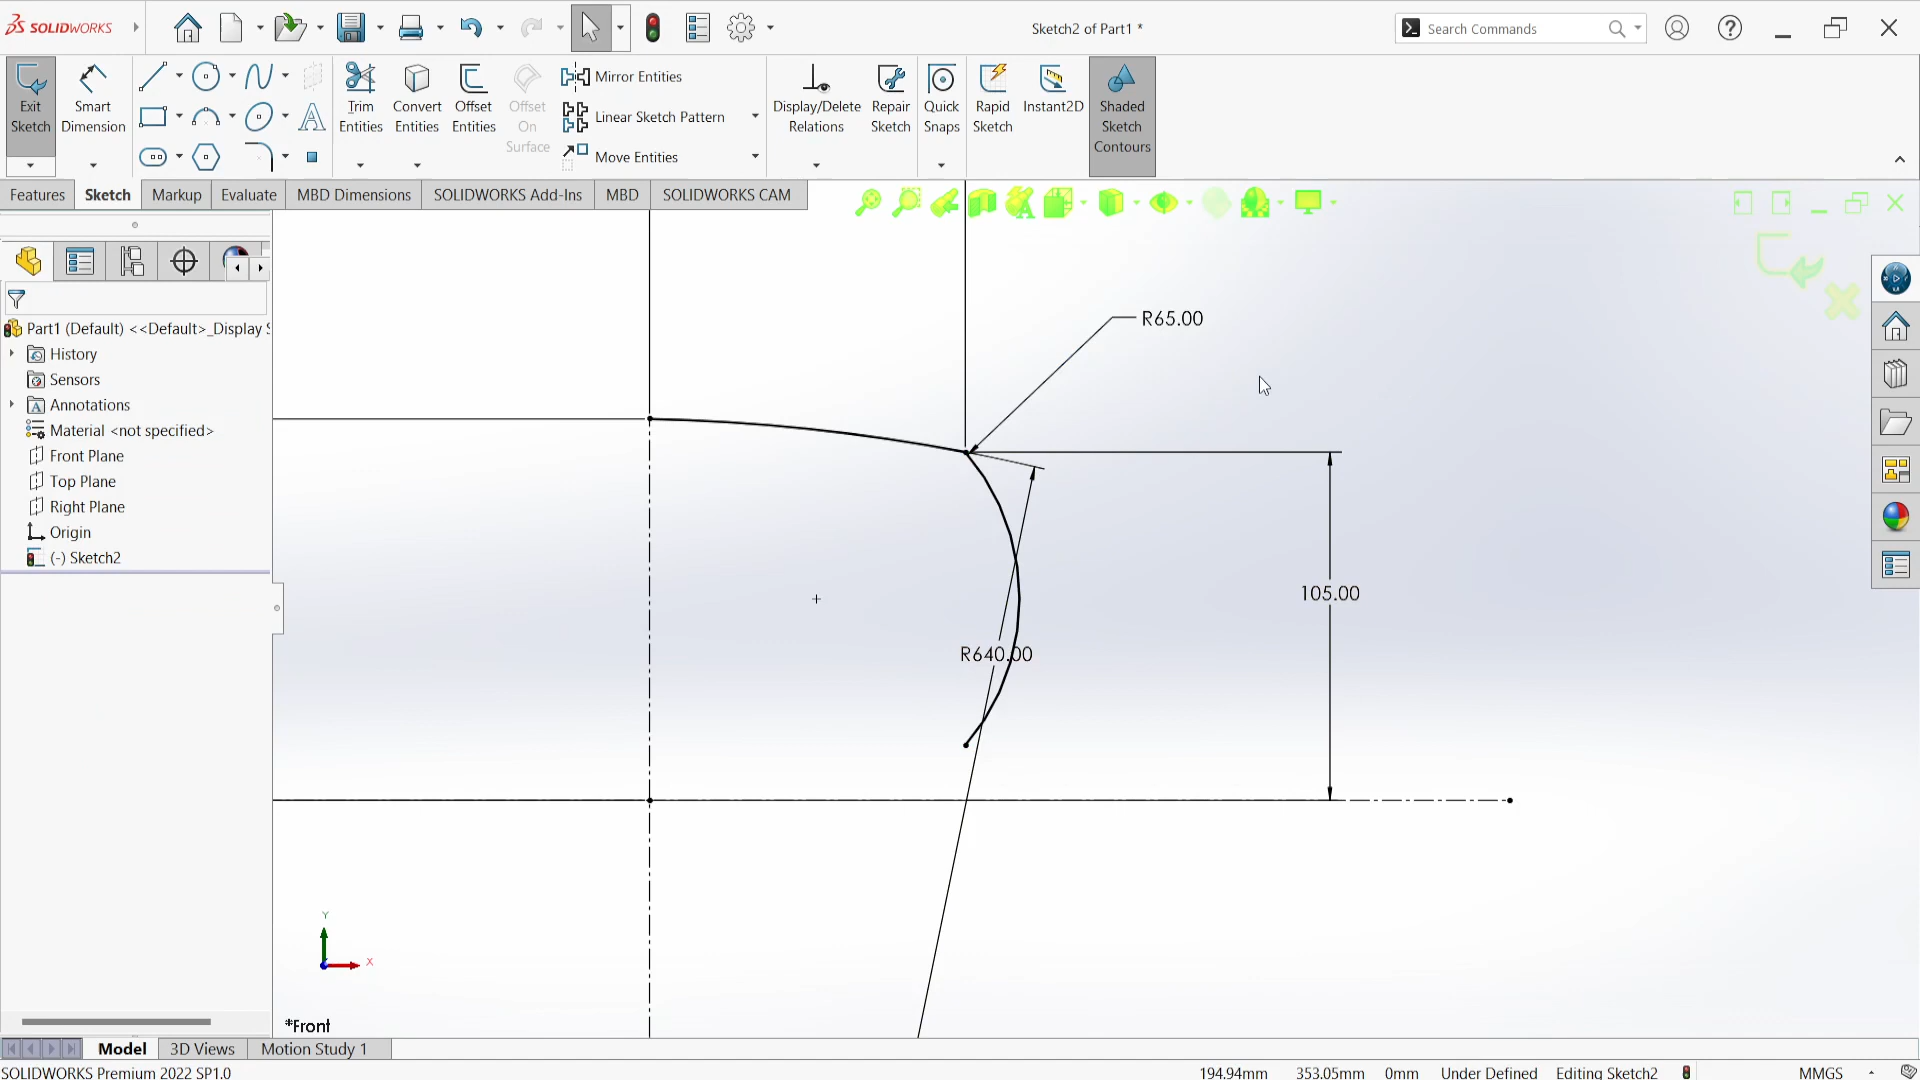 SOLIDWORKS
Sketch2 of Part1 *
Search Commands
Exit Sketch
Smart Dimension
Trim Entities
Convert Entities
Offset Entities
Offset On Surface
Mirror Entities
Linear Sketch Pattern
Move Entities
Display/Delete Relations
Repair Sketch
Quick Snaps
Rapid Sketch
Instant2D
Shaded Sketch Contours
Features
Sketch
Markup
Evaluate
MBD Dimensions
SOLIDWORKS Add-Ins
MBD
SOLIDWORKS CAM
Part1 (Default) <<Default>_Display S
History
Sensors
Annotations
Material <not specified>
Front Plane
Top Plane
Right Plane
Origin
(-) Sketch2
R65.00
105.00
R640.00
Y
X
*Front
Model
3D Views
Motion Study 1
SOLIDWORKS Premium 2022 SP1.0
194.94mm
353.05mm
0mm
Under Defined
Editing Sketch2
MMGS